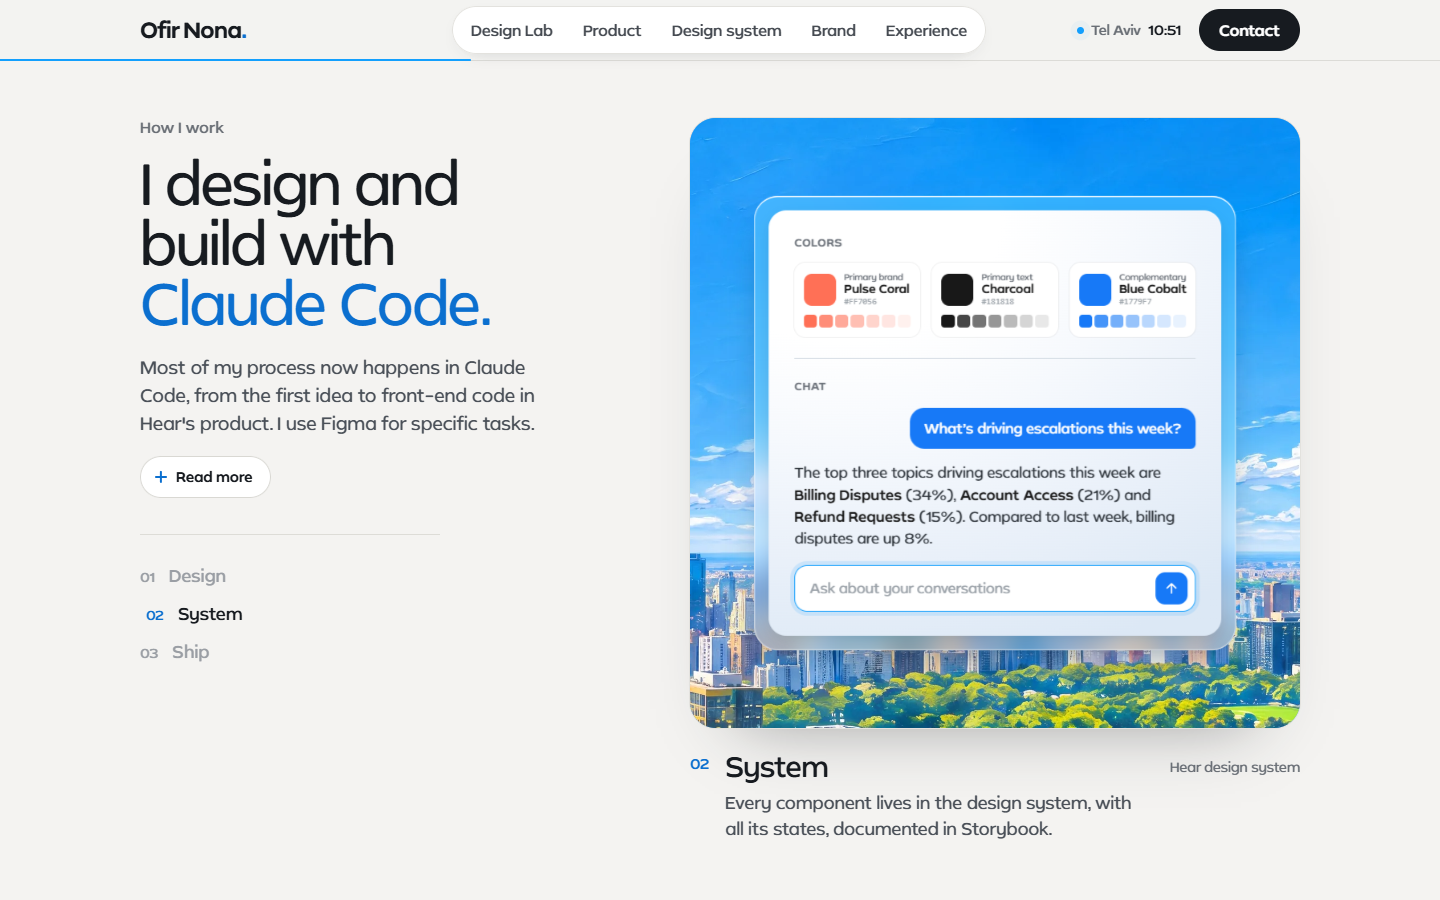 Ofir Nona.
Design Lab
Product
Design system
Brand
Experience
Tel Aviv 10:51
Contact
How I work
I design and
build with
Claude Code.
Most of my process now happens in Claude
Code, from the first idea to front-end code in
Hear's product. I use Figma for specific tasks.
Read more
01 Design
02 System
03 Ship
COLORS
Primary brand
Pulse Coral
#FF7056
Primary text
Charcoal
#181818
Complementary
Blue Cobalt
#1779F7
CHAT
What's driving escalations this week?
The top three topics driving escalations this week are
Billing Disputes (34%), Account Access (21%) and
Refund Requests (15%). Compared to last week, billing
disputes are up 8%.
Ask about your conversations
02 System
Hear design system
Every component lives in the design system, with
all its states, documented in Storybook.